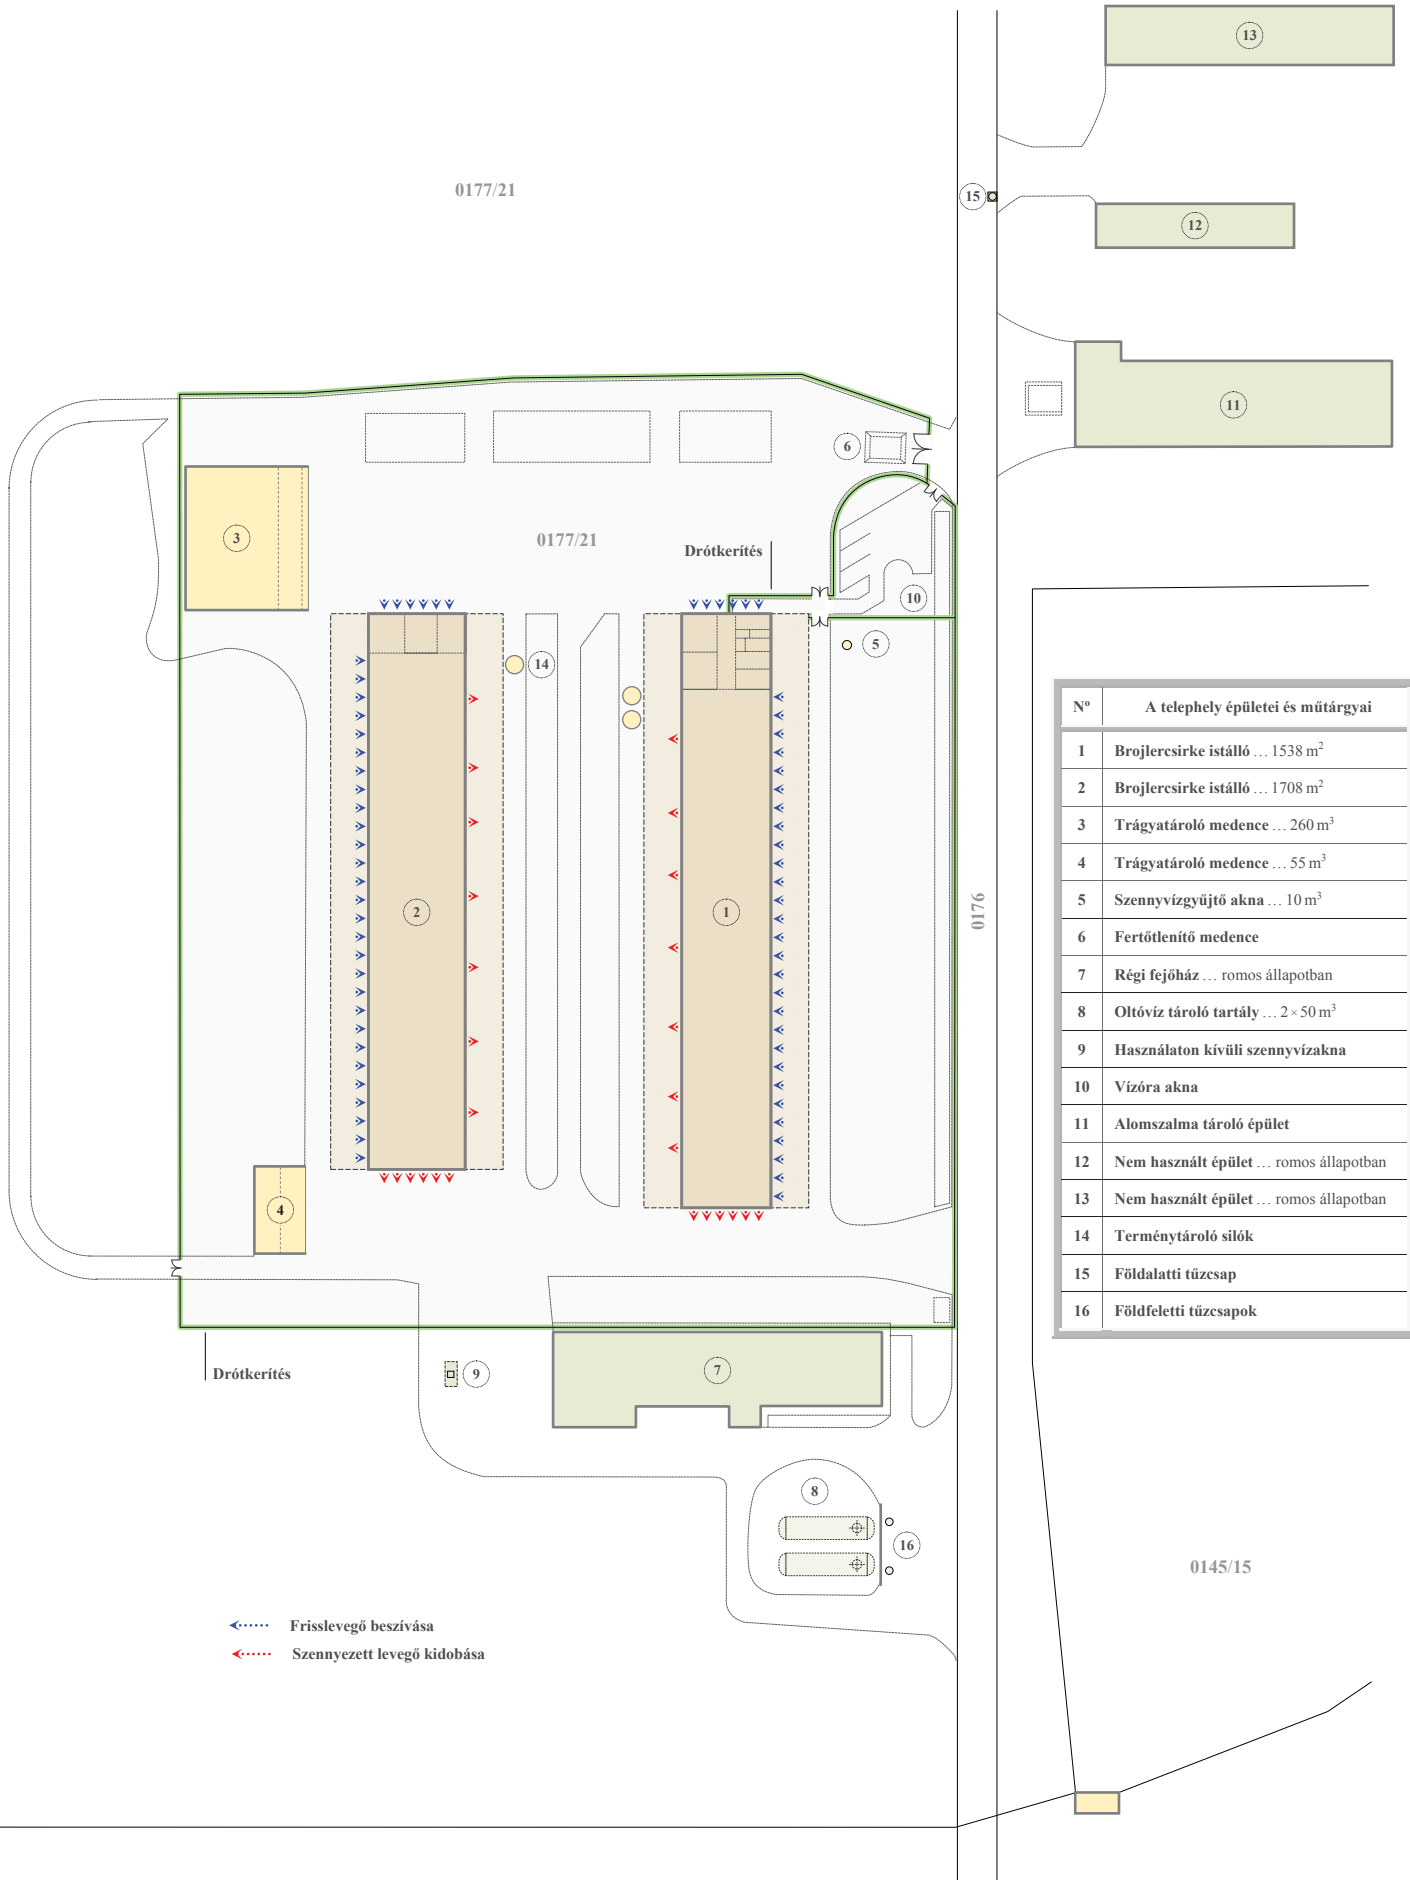 13
0177/21
15
12
11
6
3
0177/21
Drótkerítés
10
5
14
2
1
0176
4
Nº A telephely épületei és műtárgyai
1 Brojlercsirke istálló … 1538 m²
2 Brojlercsirke istálló … 1708 m²
3 Trágyatároló medence … 260 m³
4 Trágyatároló medence … 55 m³
5 Szennyvízgyűjtő akna … 10 m³
6 Fertőtlenítő medence
7 Régi fejőház … romos állapotban
8 Oltóvíz tároló tartály … 2×50 m³
9 Használaton kívüli szennyvízakna
10 Vízóra akna
11 Alomszalma tároló épület
12 Nem használt épület … romos állapotban
13 Nem használt épület … romos állapotban
14 Terménytároló silók
15 Földalatti tűzcsap
16 Földfeletti tűzcsapok
Drótkerítés
9
7
8
16
0145/15
Frisslevegő beszívása
Szennyezett levegő kidobása